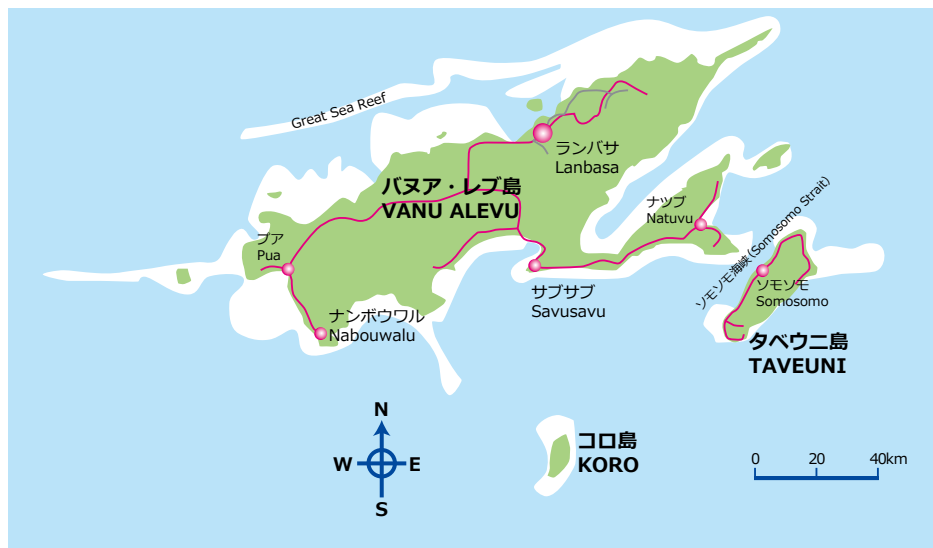 Great Sea Reef
ランバサ
Lanbasa
バヌア・レブ島
VANU ALEVU
ナツブ
Natuvu
ブア
Pua
ソモソモ海峡(Somosomo Strait)
ソモソモ
Somosomo
サブサブ
Savusavu
ナンボウワル
Nabouwalu
タベウニ島
TAVEUNI
コロ島
KORO
N
W
E
S
0 20 40km